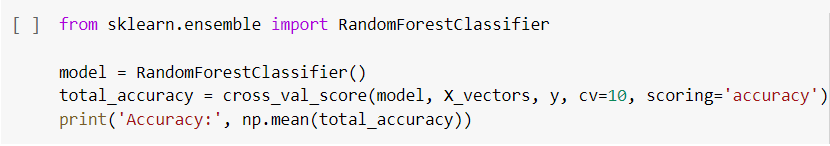 [ ] from sklearn.ensemble import RandomForestClassifier
model = RandomForestClassifier()
total_accuracy = cross_val_score(model, X_vectors, y, cv=10, scoring='accuracy')
print('Accuracy:', np.mean(total_accuracy))